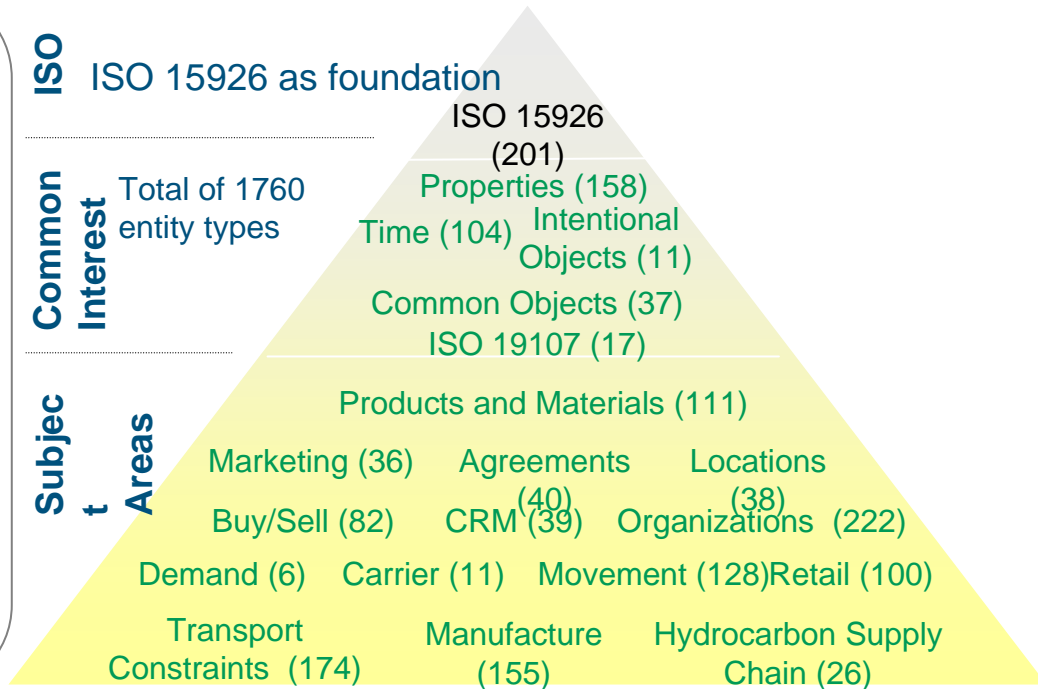 ISO
ISO 15926 as foundation
ISO 15926
(201)
Common
Interest
Total of 1760
entity types
Properties (158)
Time (104)
Intentional
Objects (11)
Common Objects (37)
ISO 19107 (17)
Subjec
t
Areas
Products and Materials (111)
Marketing (36)
Agreements
(40)
Locations
(38)
Buy/Sell (82)
CRM (39)
Organizations (222)
Demand (6)
Carrier (11)
Movement (128)
Retail (100)
Transport
Constraints (174)
Manufacture
(155)
Hydrocarbon Supply
Chain (26)